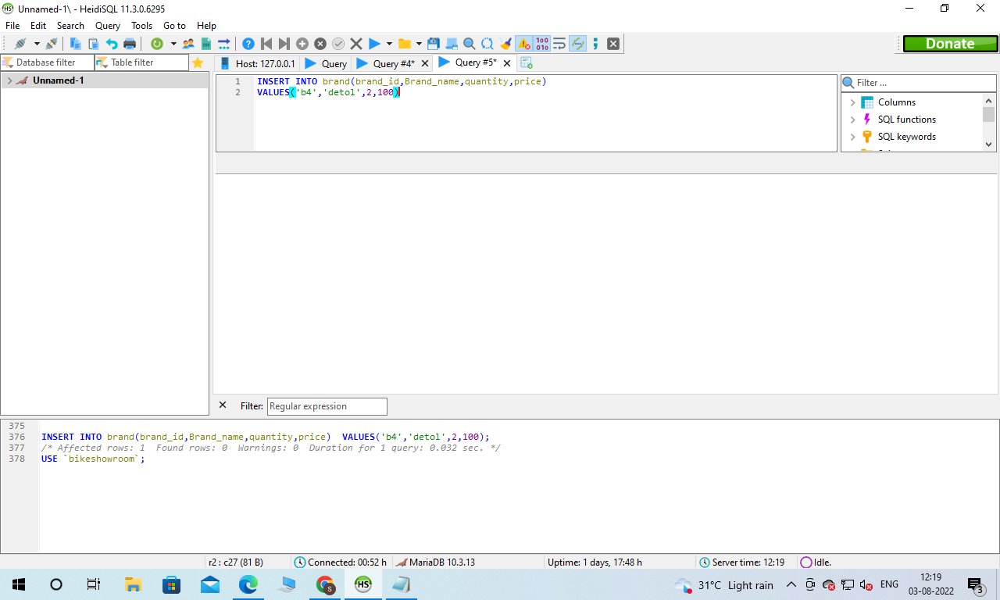 Unnamed-1\ - HeidiSQL 11.3.0.6295
File Edit Search Query Tools Go to Help
Donate
Database filter Table filter
Host: 127.0.0.1 Query Query #4* Query #5*
Unnamed-1
1 INSERT INTO brand(brand_id,Brand_name,quantity,price)
2 VALUES('b4','detol',2,100)
Filter ...
Columns
SQL functions
SQL keywords
Filter: Regular expression
375
376 INSERT INTO brand(brand_id,Brand_name,quantity,price)  VALUES('b4','detol',2,100);
377 /* Affected rows: 1  Found rows: 0  Warnings: 0  Duration for 1 query: 0.032 sec. */
378 USE `bikeshowroom`;
r2 : c27 (81 B) Connected: 00:52 h MariaDB 10.3.13 Uptime: 1 days, 17:48 h Server time: 12:19 Idle.
HS
31°C Light rain
ENG
12:19
03-08-2022
3